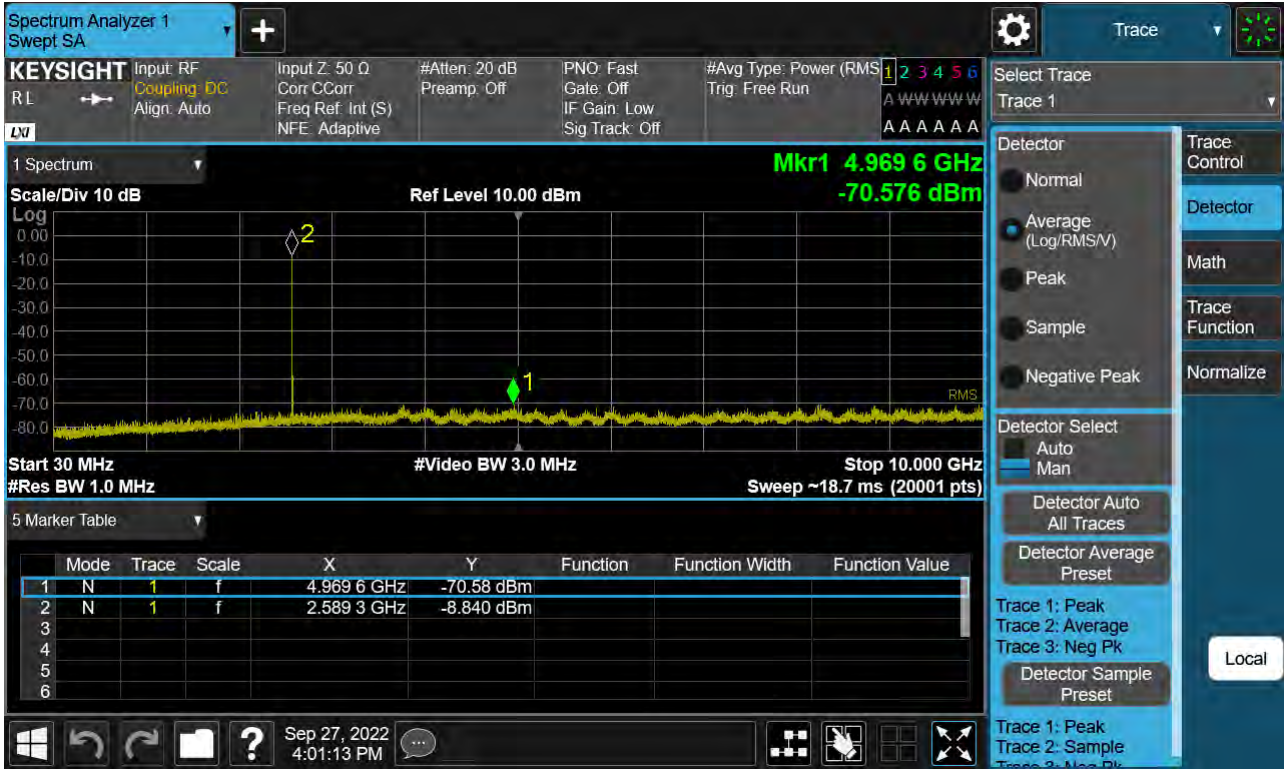 Spectrum Analyzer 1
Swept SA
Trace
KEYSIGHT
R L
LXI
Input: RF
Coupling: DC
Align: Auto
Input Z: 50 Ω
Corr CCorr
Freq Ref: Int (S)
NFE: Adaptive
#Atten: 20 dB
Preamp: Off
PNO: Fast
Gate: Off
IF Gain: Low
Sig Track: Off
#Avg Type: Power (RMS
Trig: Free Run
1 2 3 4 5 6
A W W W W W
A A A A A A
Select Trace
Trace 1
1 Spectrum
Mkr1 4.969 6 GHz
-70.576 dBm
Scale/Div 10 dB
Ref Level 10.00 dBm
Log
0.00
-10.0
-20.0
-30.0
-40.0
-50.0
-60.0
-70.0
-80.0
2
1
RMS
Start 30 MHz
#Video BW 3.0 MHz
Stop 10.000 GHz
#Res BW 1.0 MHz
Sweep ~18.7 ms (20001 pts)
5 Marker Table
Mode Trace Scale X Y Function Function Width Function Value
1 N 1 f 4.969 6 GHz -70.58 dBm
2 N 1 f 2.589 3 GHz -8.840 dBm
3
4
5
6
Detector
Normal
Average
(Log/RMS/V)
Peak
Sample
Negative Peak
Detector Select
Auto
Man
Detector Auto
All Traces
Detector Average
Preset
Trace 1: Peak
Trace 2: Average
Trace 3: Neg Pk
Detector Sample
Preset
Trace 1: Peak
Trace 2: Sample
Trace 3: Neg Pk
Trace
Control
Detector
Math
Trace
Function
Normalize
Local
?
Sep 27, 2022
4:01:13 PM